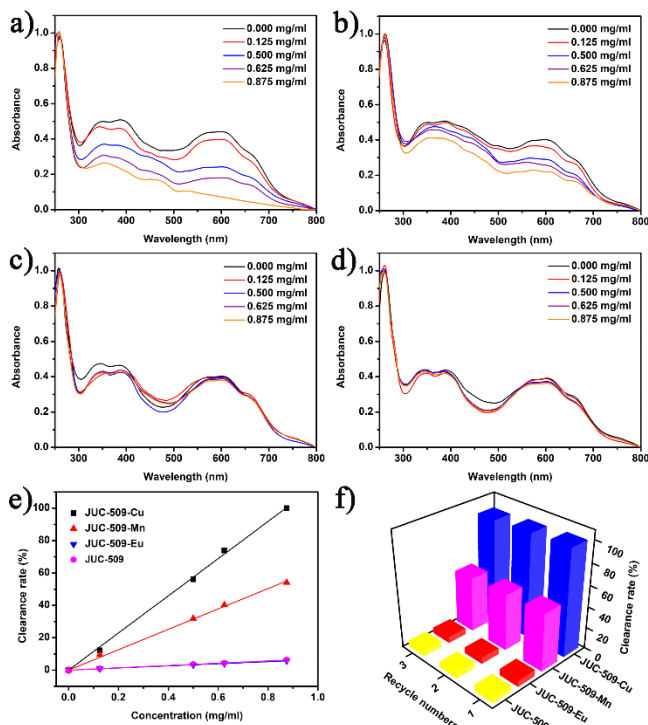 a)
0.000 mg/ml
0.125 mg/ml
0.500 mg/ml
0.625 mg/ml
0.875 mg/ml
Absorbance
1.0
0.8
0.6
0.4
0.2
0.0
300 400 500 600 700 800
Wavelength (nm)
b)
0.000 mg/ml
0.125 mg/ml
0.500 mg/ml
0.625 mg/ml
0.875 mg/ml
Absorbance
1.0
0.8
0.6
0.4
0.2
0.0
300 400 500 600 700 800
Wavelength (nm)
c)
0.000 mg/ml
0.125 mg/ml
0.500 mg/ml
0.625 mg/ml
0.875 mg/ml
Absorbance
1.0
0.8
0.6
0.4
0.2
0.0
300 400 500 600 700 800
Wavelength (nm)
d)
0.000 mg/ml
0.125 mg/ml
0.500 mg/ml
0.625 mg/ml
0.875 mg/ml
Absorbance
1.0
0.8
0.6
0.4
0.2
0.0
300 400 500 600 700 800
Wavelength (nm)
e)
JUC-509-Cu
JUC-509-Mn
JUC-509-Eu
JUC-509
Clearance rate (%)
100
80
60
40
20
0
0.0 0.2 0.4 0.6 0.8 1.0
Concentration (mg/ml)
f)
100
80
60
40
20
0
Clearance rate (%)
JUC-509-Cu
JUC-509-Mn
JUC-509-Eu
3
2
1
Recycle numbers